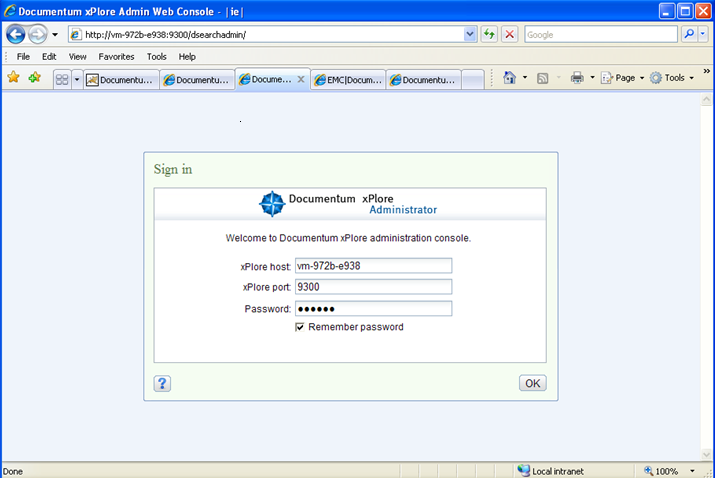 Documentum xPlore Admin Web Console - |ie|
http://vm-972b-e938:9300/dsearchadmin/
Google
File Edit View Favorites Tools Help
Documentu... Documentu... Docume... X EMC|Docum... Documentu... Page Tools »
Sign in
Documentum xPlore
Administrator
Welcome to Documentum xPlore administration console.
xPlore host: vm-972b-e938
xPlore port: 9300
Password: ●●●●●●
Remember password
? OK
Done Local intranet 100%